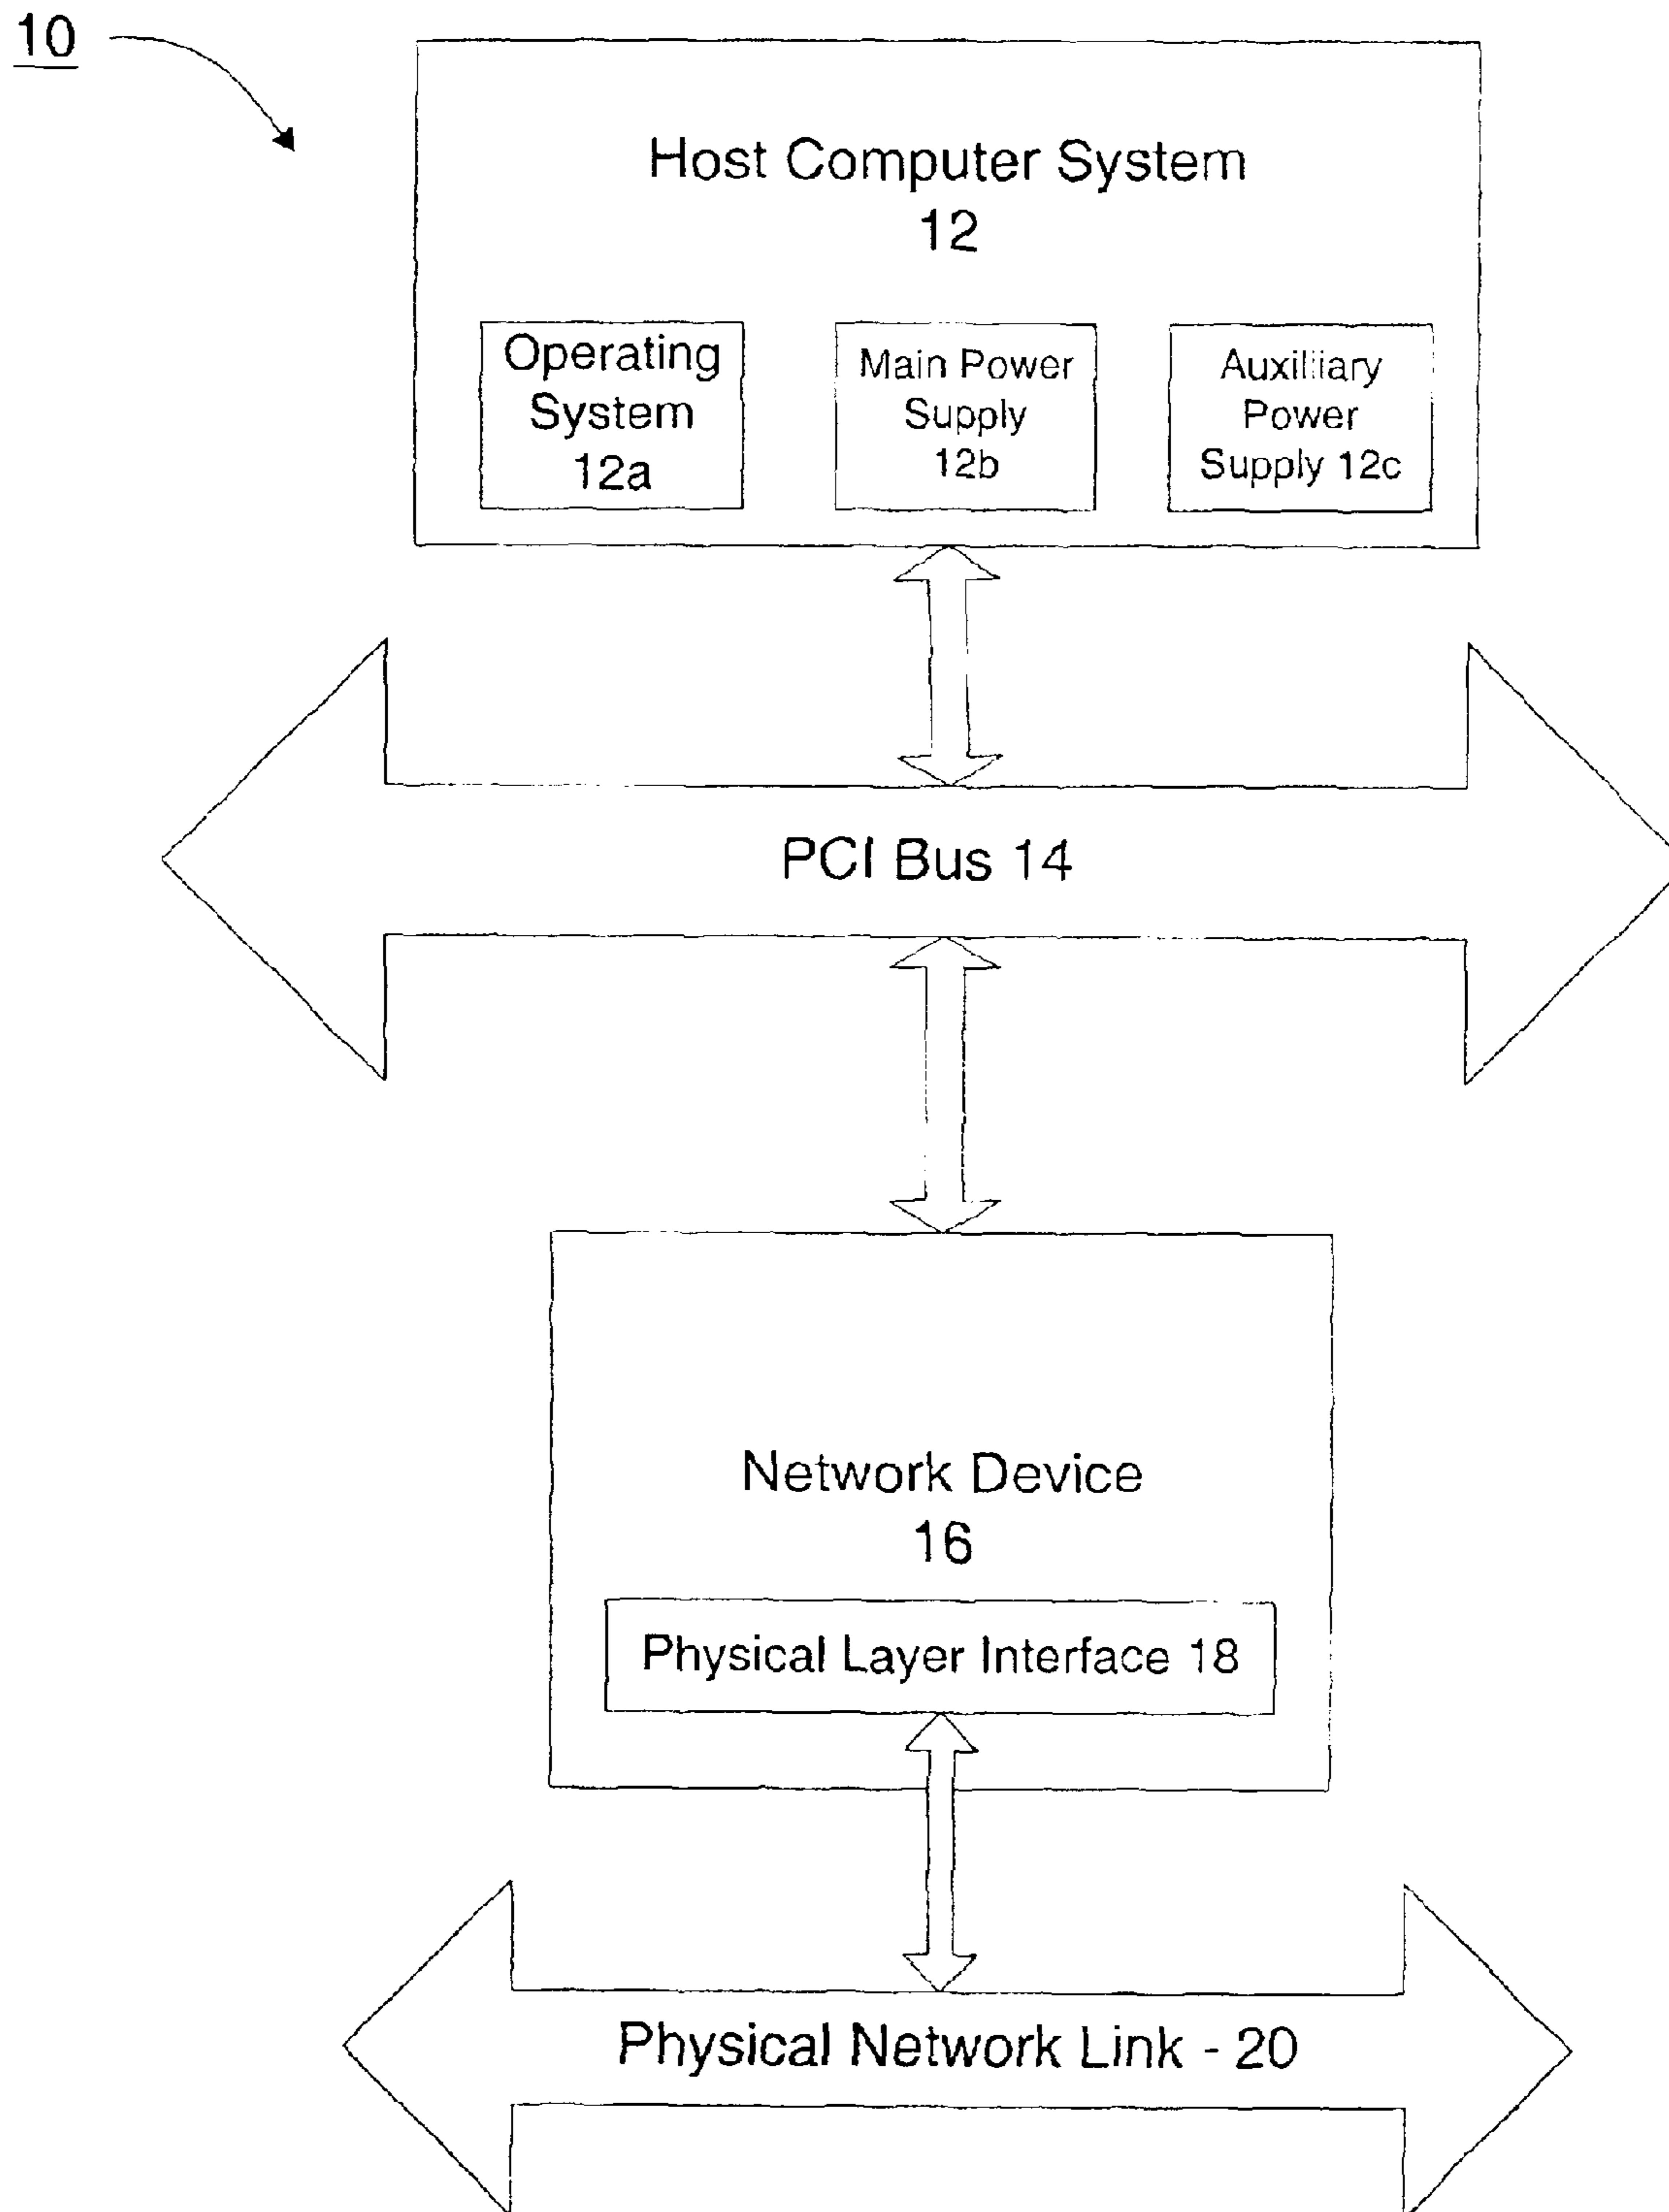 10
Host Computer System
12
Operating
System
12a
Main Power
Supply
12b
Auxilliary
Power
Supply 12c
PCI Bus 14
Network Device
16
Physical Layer Interface 18
Physical Network Link - 20